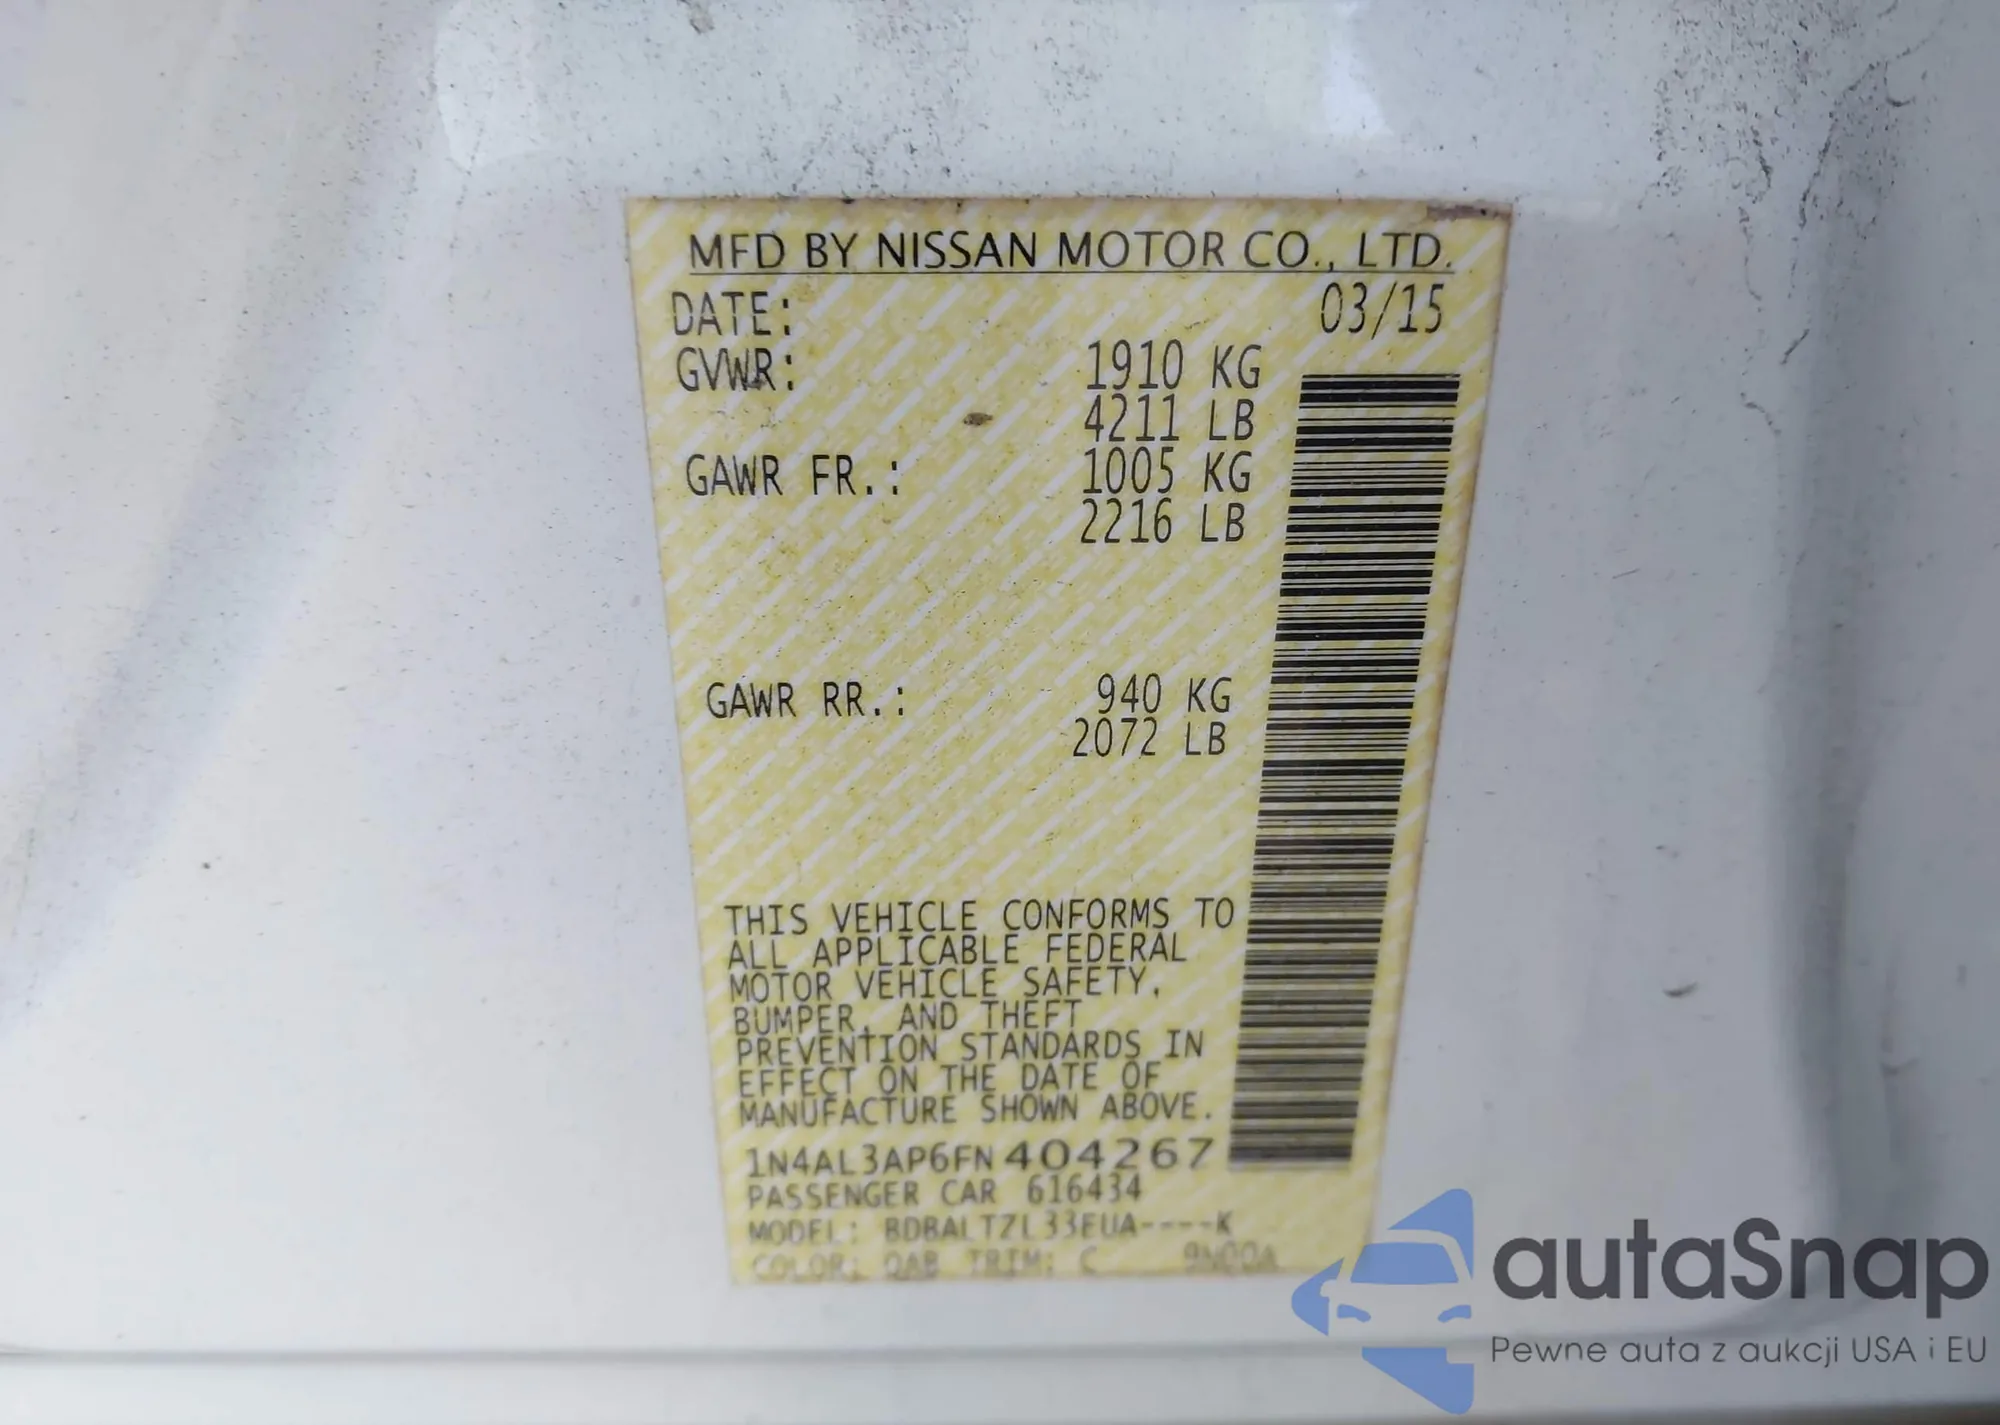 MFD BY NISSAN MOTOR CO., LTD.
DATE: 03/15
GVWR: 1910 KG
4211 LB
GAWR FR.: 1005 KG
2216 LB
GAWR RR.: 940 KG
2072 LB
THIS VEHICLE CONFORMS TO
ALL APPLICABLE FEDERAL
MOTOR VEHICLE SAFETY,
BUMPER, AND THEFT
PREVENTION STANDARDS IN
EFFECT ON THE DATE OF
MANUFACTURE SHOWN ABOVE.
1N4AL3AP6FN404267
PASSENGER CAR 616434
MODEL: BDBALTZL33EUA----K
COLOR: QAB TRIM: C
autaSnap
Pewne auta z aukcji USA i EU